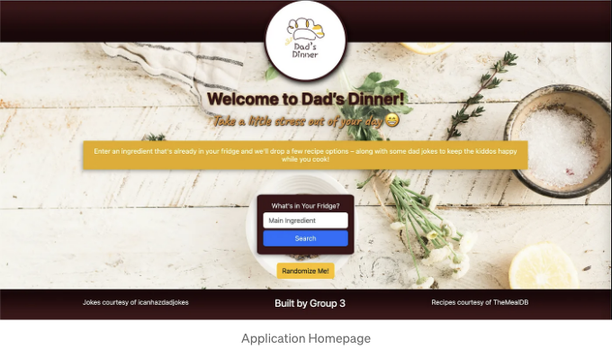 Dad's
Dinner
Welcome to Dad's Dinner!
Take a little stress out of your day 😁
Enter an ingredient that's already in your fridge and we'll drop a few recipe options – along with some dad jokes to keep the kiddos happy
while you cook!
What's in Your Fridge?
Main Ingredient
Search
Randomize Me!
Jokes courtesy of icanhazdadjokes
Built by Group 3
Recipes courtesy of TheMealDB
Application Homepage